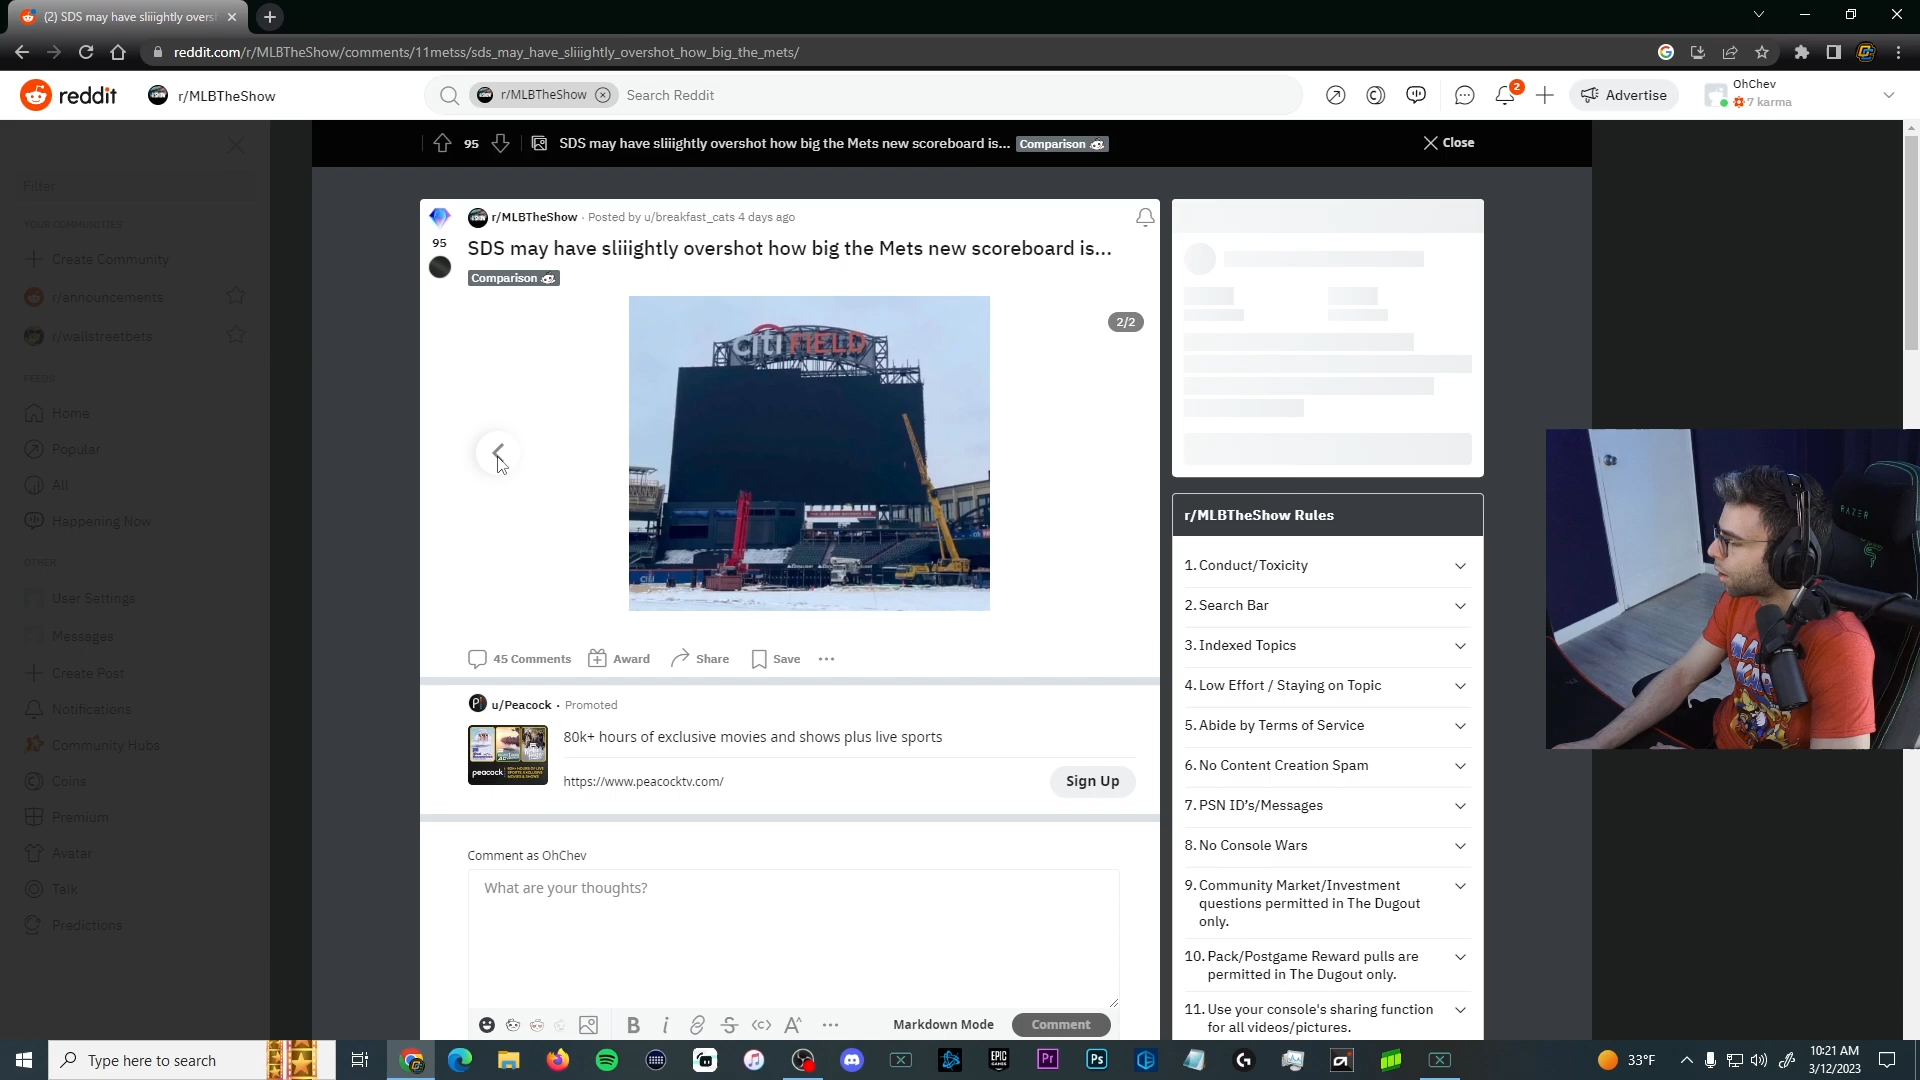 (2) SDS may have sliiightly oversh
reddit.com/r/MLBTheShow/comments/11metss/sds_may_have_sliiightly_overshot_how_big_the_mets/
reddit
r/MLBTheShow
r/MLBTheShow
Search Reddit
2
Advertise
OhChev
7 karma
95
SDS may have sliiightly overshot how big the Mets new scoreboard is...
Comparison
Close
Filter
YOUR COMMUNITIES
Create Community
r/announcements
r/wallstreetbets
FEEDS
Home
Popular
All
Happening Now
OTHER
User Settings
Messages
Create Post
Notifications
Community Hubs
Coins
Premium
Avatar
Talk
Predictions
r/MLBTheShow · Posted by u/breakfast_cats 4 days ago
95
SDS may have sliiightly overshot how big the Mets new scoreboard is...
Comparison
2/2
citi FIELD
45 Comments
Award
Share
Save
u/Peacock · Promoted
80k+ hours of exclusive movies and shows plus live sports
peacock
https://www.peacocktv.com/
Sign Up
Comment as OhChev
What are your thoughts?
Markdown Mode
Comment
r/MLBTheShow Rules
1. Conduct/Toxicity
2. Search Bar
3. Indexed Topics
4. Low Effort / Staying on Topic
5. Abide by Terms of Service
6. No Content Creation Spam
7. PSN ID's/Messages
8. No Console Wars
9. Community Market/Investment
questions permitted in The Dugout
only.
10. Pack/Postgame Reward pulls are
permitted in The Dugout only.
11. Use your console's sharing function
for all videos/pictures.
RAZER
Type here to search
EPIC GAMES
Pr
Ps
33°F
10:21 AM
3/12/2023